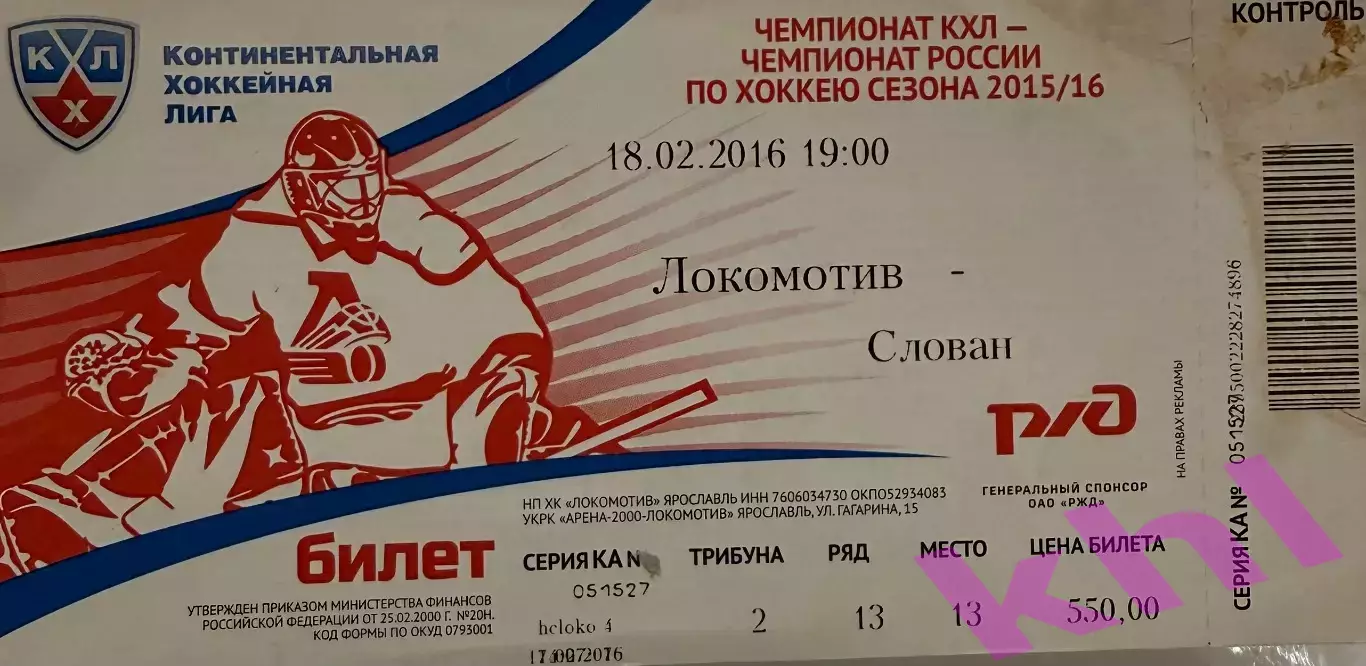 КХЛ
КОНТИНЕНТАЛЬНАЯ
ХОККЕЙНАЯ
ЛИГА
ЧЕМПИОНАТ КХЛ –
ЧЕМПИОНАТ РОССИИ
ПО ХОККЕЮ СЕЗОНА 2015/16
18.02.2016 19:00
Локомотив -
Слован
РЖД
ГЕНЕРАЛЬНЫЙ СПОНСОР
ОАО «РЖД»
НА ПРАВАХ РЕКЛАМЫ
НП ХК «ЛОКОМОТИВ» ЯРОСЛАВЛЬ ИНН 7606034730 ОКПО52934083
УКРК «АРЕНА-2000-ЛОКОМОТИВ» ЯРОСЛАВЛЬ, УЛ. ГАГАРИНА, 15
билет
УТВЕРЖДЕН ПРИКАЗОМ МИНИСТЕРСТВА ФИНАНСОВ
РОССИЙСКОЙ ФЕДЕРАЦИИ ОТ 25.02.2000 Г. №20Н.
КОД ФОРМЫ ПО ОКУД 0793001
СЕРИЯ КА N ТРИБУНА РЯД МЕСТО ЦЕНА БИЛЕТА
051527
hcloko 4 2 13 13 550,00
КОНТРОЛЬ
СЕРИЯ КА №
khl